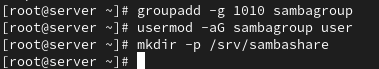 [root@server ~]# groupadd -g 1010 sambagroup
[root@server ~]# usermod -aG sambagroup user
[root@server ~]# mkdir -p /srv/sambashare
[root@server ~]#